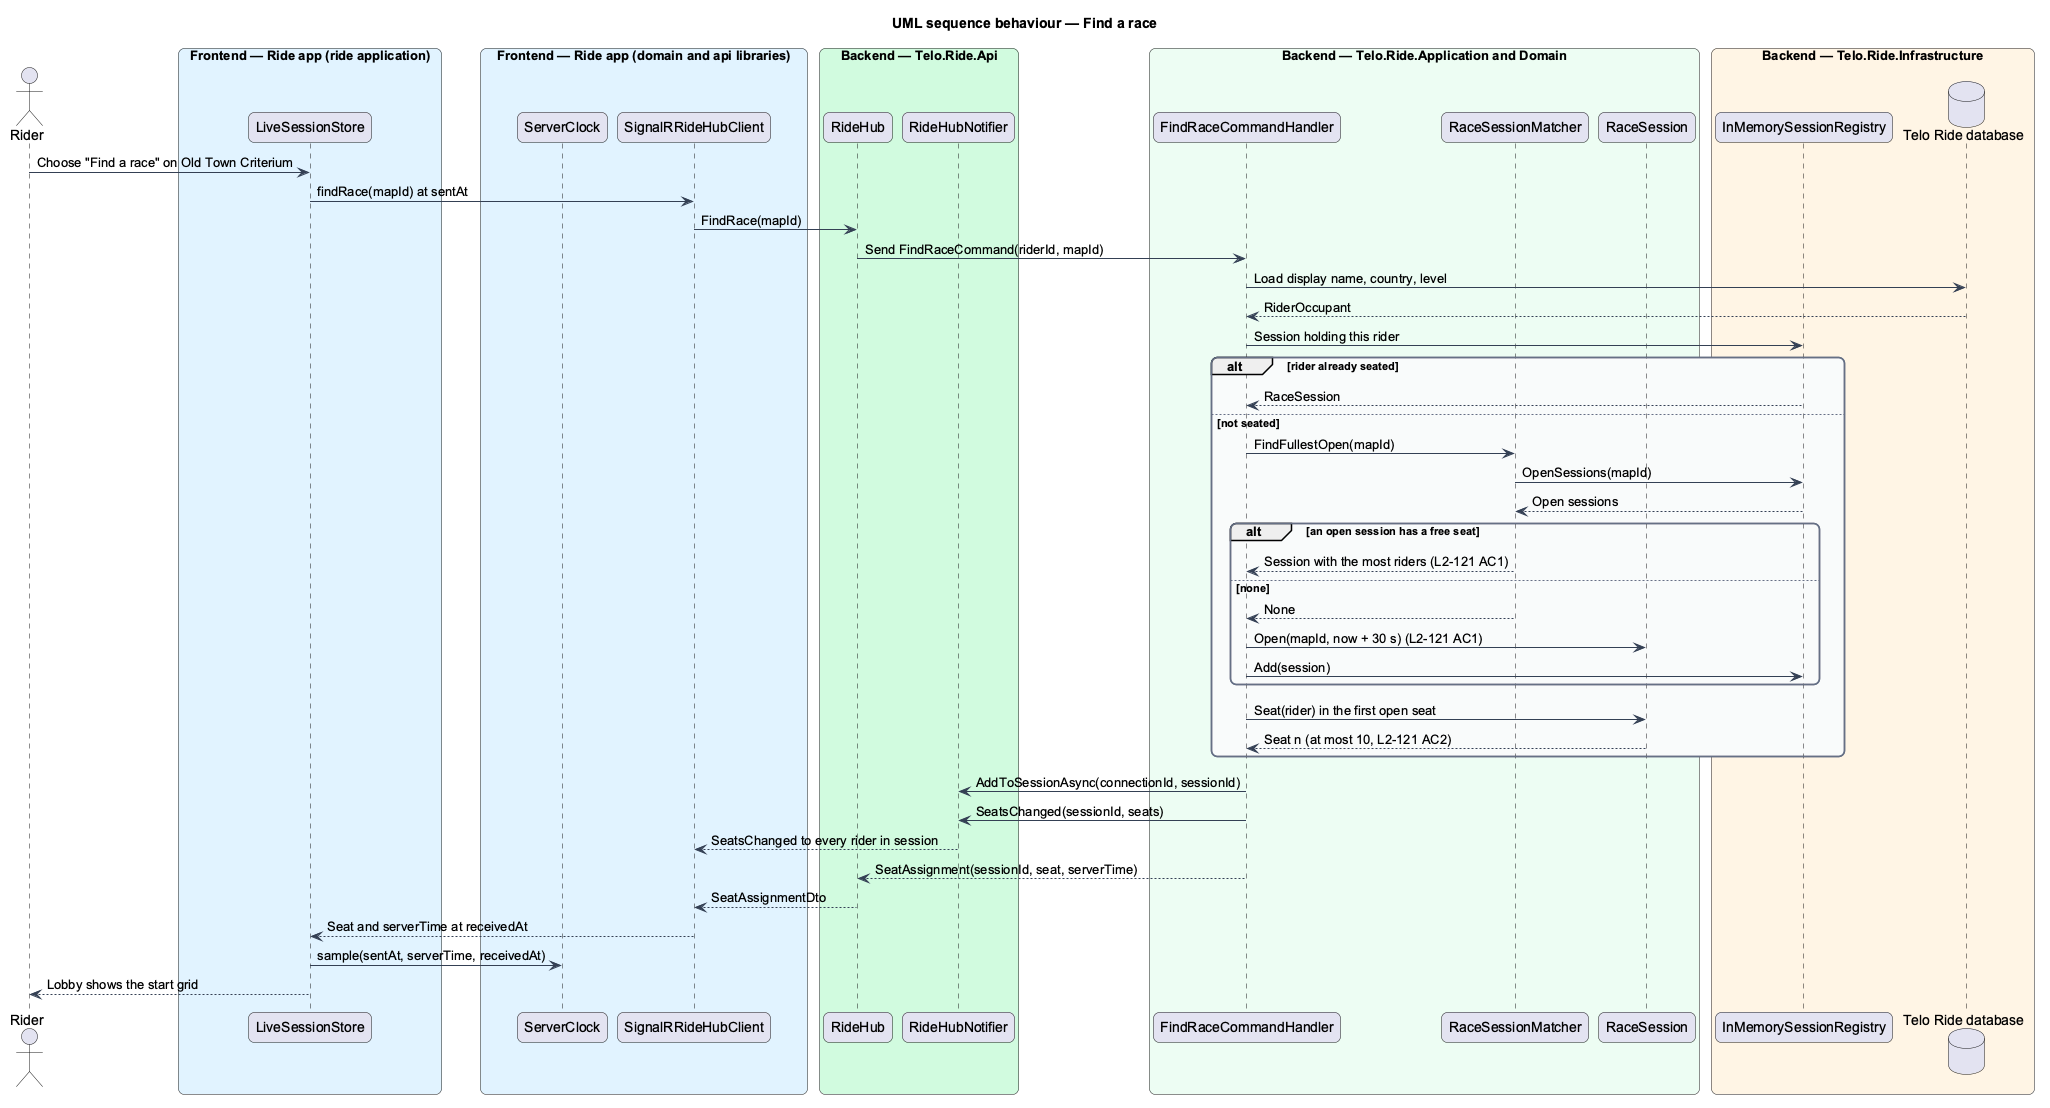 UML sequence behaviour — Find a race
Frontend — Ride app (ride application)
Frontend — Ride app (domain and api libraries)
Backend — Telo.Ride.Api
Backend — Telo.Ride.Application and Domain
Backend — Telo.Ride.Infrastructure
Rider
LiveSessionStore
ServerClock
SignalRRideHubClient
RideHub
RideHubNotifier
FindRaceCommandHandler
RaceSessionMatcher
RaceSession
InMemorySessionRegistry
Telo Ride database
Choose "Find a race" on Old Town Criterium
findRace(mapId) at sentAt
FindRace(mapId)
Send FindRaceCommand(riderId, mapId)
Load display name, country, level
RiderOccupant
Session holding this rider
alt [rider already seated]
RaceSession
[not seated]
FindFullestOpen(mapId)
OpenSessions(mapId)
Open sessions
alt [an open session has a free seat]
Session with the most riders (L2-121 AC1)
[none]
None
Open(mapId, now + 30 s) (L2-121 AC1)
Add(session)
Seat(rider) in the first open seat
Seat n (at most 10, L2-121 AC2)
AddToSessionAsync(connectionId, sessionId)
SeatsChanged(sessionId, seats)
SeatsChanged to every rider in session
SeatAssignment(sessionId, seat, serverTime)
SeatAssignmentDto
Seat and serverTime at receivedAt
sample(sentAt, serverTime, receivedAt)
Lobby shows the start grid
Rider
LiveSessionStore
ServerClock
SignalRRideHubClient
RideHub
RideHubNotifier
FindRaceCommandHandler
RaceSessionMatcher
RaceSession
InMemorySessionRegistry
Telo Ride database